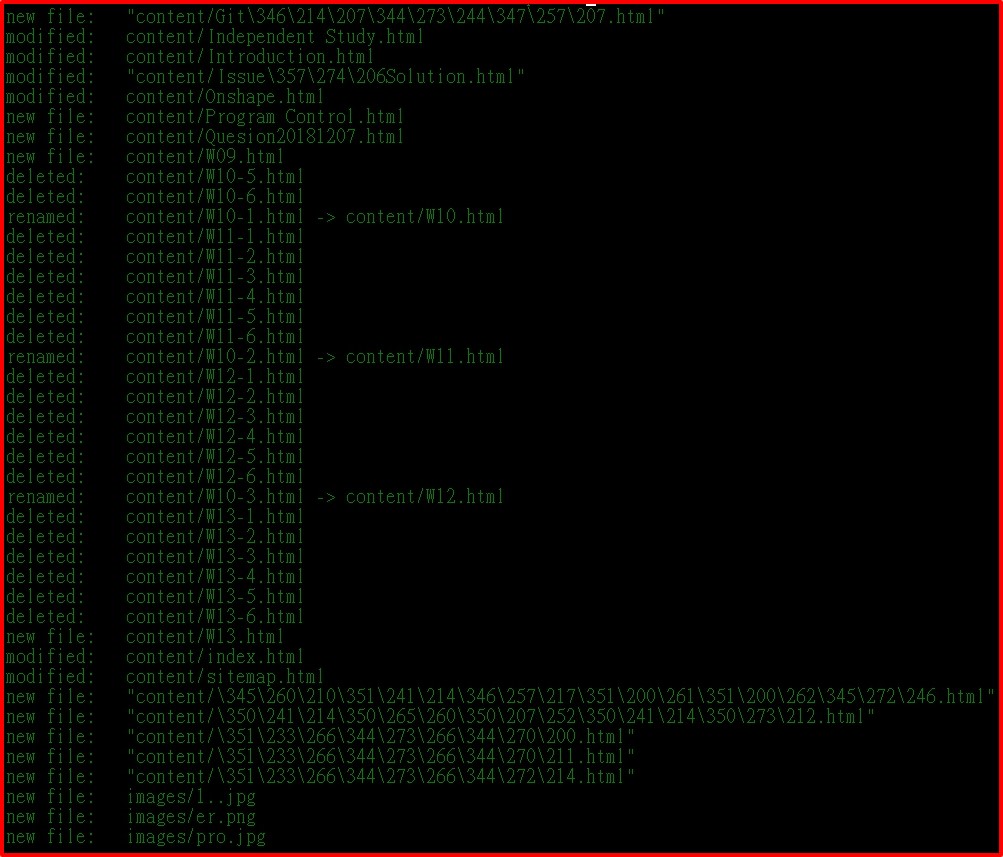 new file:   "content/Git\346\214\207\344\273\244\347\257\207.html"
modified:   content/Independent Study.html
modified:   content/Introduction.html
modified:   "content/Issue\357\274\206Solution.html"
modified:   content/Onshape.html
new file:   content/Program Control.html
new file:   content/Quesion20181207.html
new file:   content/W09.html
deleted:    content/W10-5.html
deleted:    content/W10-6.html
renamed:    content/W10-1.html -> content/W10.html
deleted:    content/W11-1.html
deleted:    content/W11-2.html
deleted:    content/W11-3.html
deleted:    content/W11-4.html
deleted:    content/W11-5.html
deleted:    content/W11-6.html
renamed:    content/W10-2.html -> content/W11.html
deleted:    content/W12-1.html
deleted:    content/W12-2.html
deleted:    content/W12-3.html
deleted:    content/W12-4.html
deleted:    content/W12-5.html
deleted:    content/W12-6.html
renamed:    content/W10-3.html -> content/W12.html
deleted:    content/W13-1.html
deleted:    content/W13-2.html
deleted:    content/W13-3.html
deleted:    content/W13-4.html
deleted:    content/W13-5.html
deleted:    content/W13-6.html
new file:   content/W13.html
modified:   content/index.html
modified:   content/sitemap.html
new file:   "content/\345\260\210\351\241\214\346\257\217\351\200\261\351\200\262\345\272\246.html"
new file:   "content/\350\241\214\350\265\260\350\207\252\350\241\214\350\273\212.html"
new file:   "content/\351\233\266\344\273\266\344\270\200.html"
new file:   "content/\351\233\266\344\273\266\344\270\211.html"
new file:   "content/\351\233\266\344\273\266\344\272\214.html"
new file:   images/1..jpg
new file:   images/er.png
new file:   images/pro.jpg